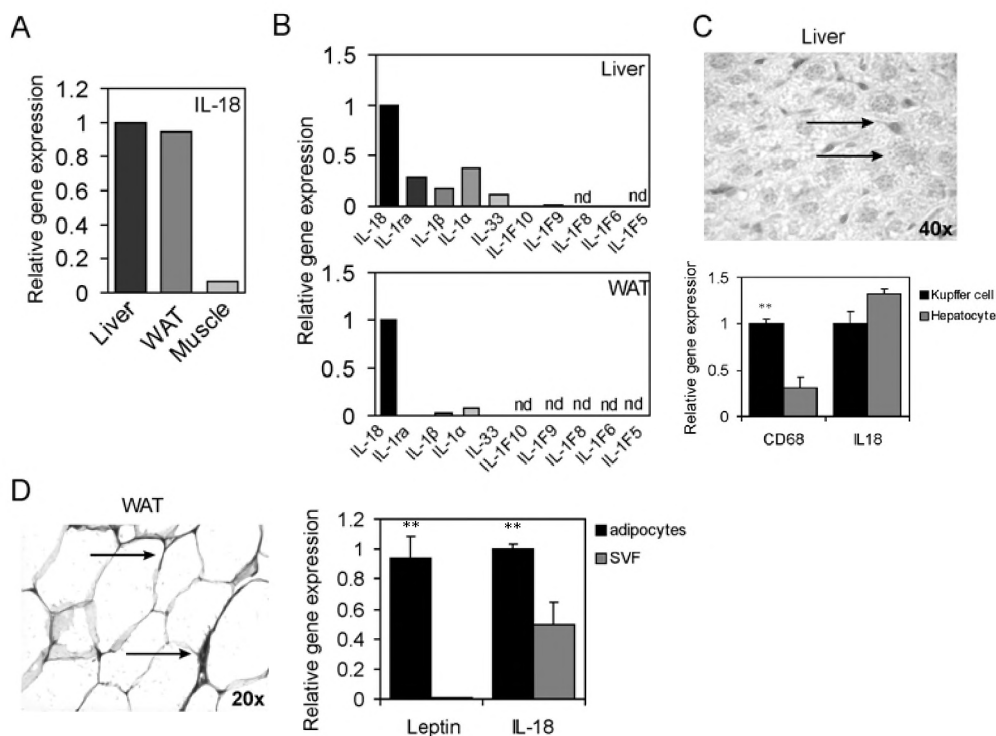 A
IL-18
Relative gene expression
1.2
1
0.8
0.6
0.4
0.2
0
Liver
WAT
Muscle
B
Relative gene expression
Liver
1.5
1
0.5
0
nd
nd
IL-18
IL-1ra
IL-1β
IL-1α
IL-33
IL-1F10
IL-1F9
IL-1F8
IL-1F6
IL-1F5
WAT
1.5
1
0.5
0
nd nd nd nd nd
IL-18
IL-1ra
IL-1β
IL-1α
IL-33
IL-1F10
IL-1F9
IL-1F8
IL-1F6
IL-1F5
C
Liver
40x
Relative gene expression
1.5
1
0.5
0
**
CD68 IL18
Kupffer cell
Hepatocyte
D
WAT
20x
Relative gene expression
1.2
1
0.8
0.6
0.4
0.2
0
** **
Leptin IL-18
adipocytes
SVF